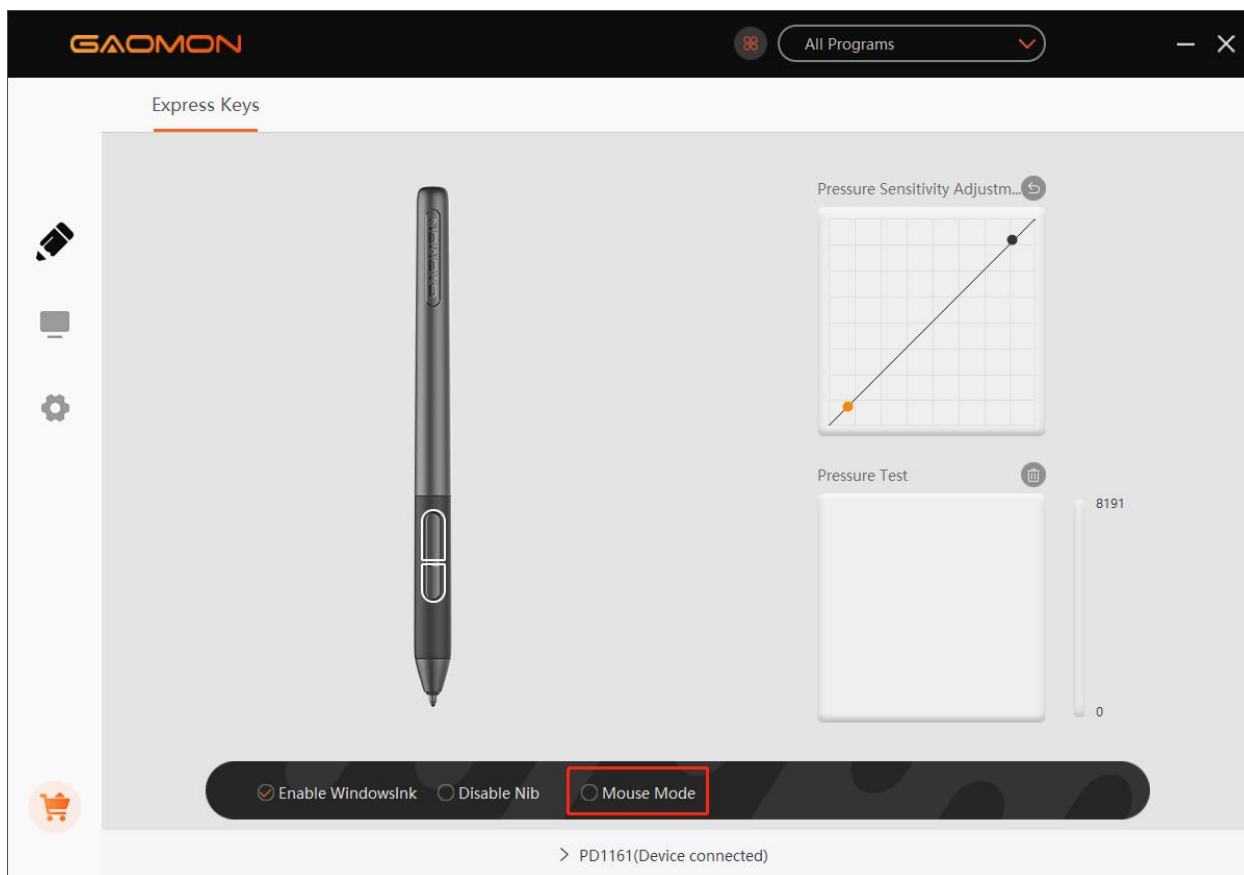 GAOMON
All Programs
Express Keys
GAOMON
Pressure Sensitivity Adjustm...
Pressure Test
8191
0
Enable WindowsInk Disable Nib Mouse Mode
PD1161(Device connected)